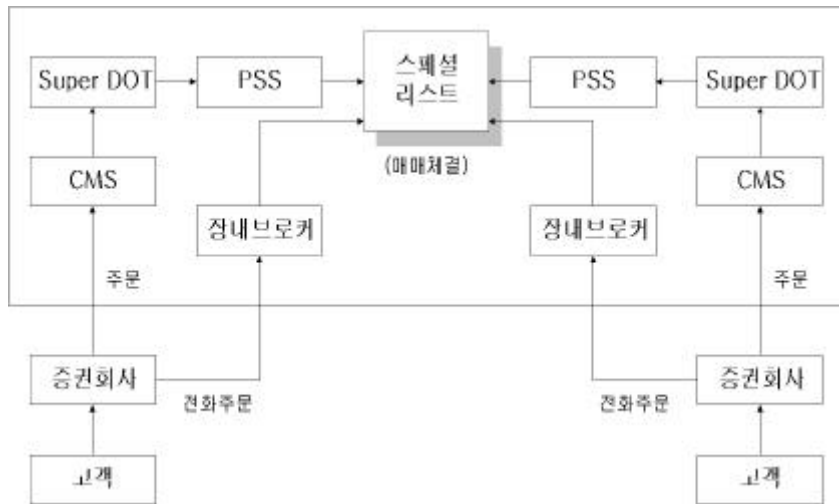 Super DOT
PSS
스페셜
리스트
PSS
Super DOT
(매매체결)
CMS
CMS
장내브로커
장내브로커
주문
주문
증권회사
증권회사
전화주문
전화주문
고객
고객